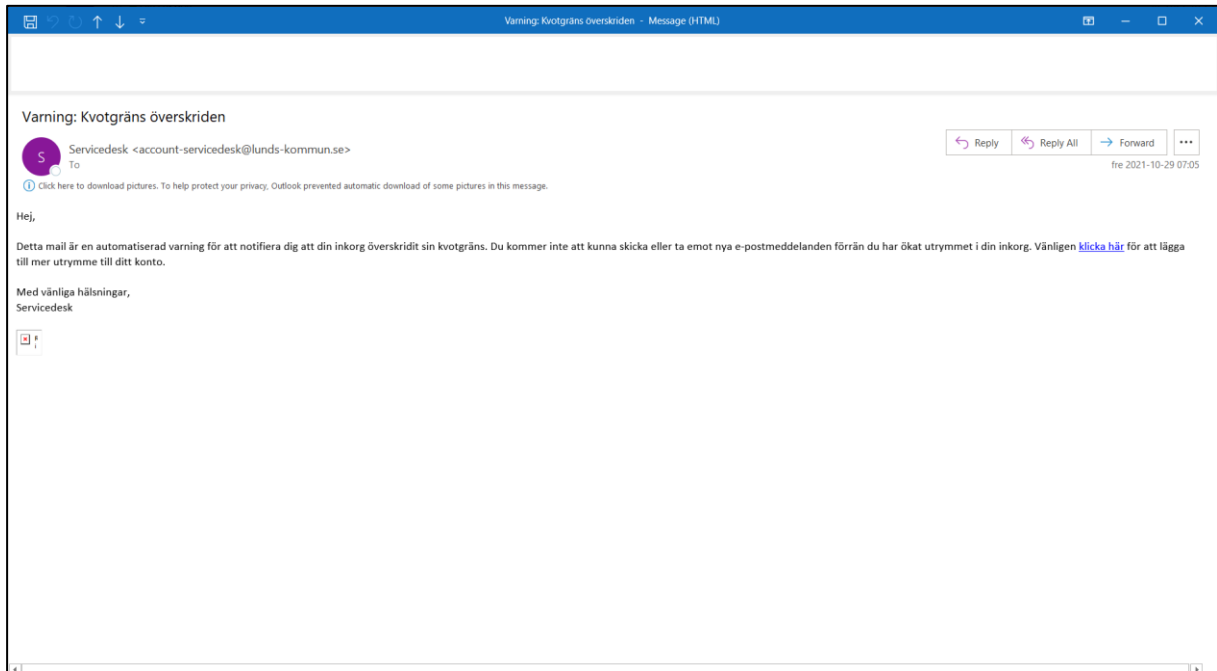 Varning: Kvotgräns överskriden - Message (HTML)
Varning: Kvotgräns överskriden
S
Servicedesk <account-servicedesk@lunds-kommun.se>
To
Reply
Reply All
Forward
fre 2021-10-29 07:05
Click here to download pictures. To help protect your privacy, Outlook prevented automatic download of some pictures in this message.
Hej,
Detta mail är en automatiserad varning för att notifiera dig att din inkorg överskridit sin kvotgräns. Du kommer inte att kunna skicka eller ta emot nya e-postmeddelanden förrän du har ökat utrymmet i din inkorg. Vänligen klicka här för att lägga
till mer utrymme till ditt konto.
Med vänliga hälsningar,
Servicedesk